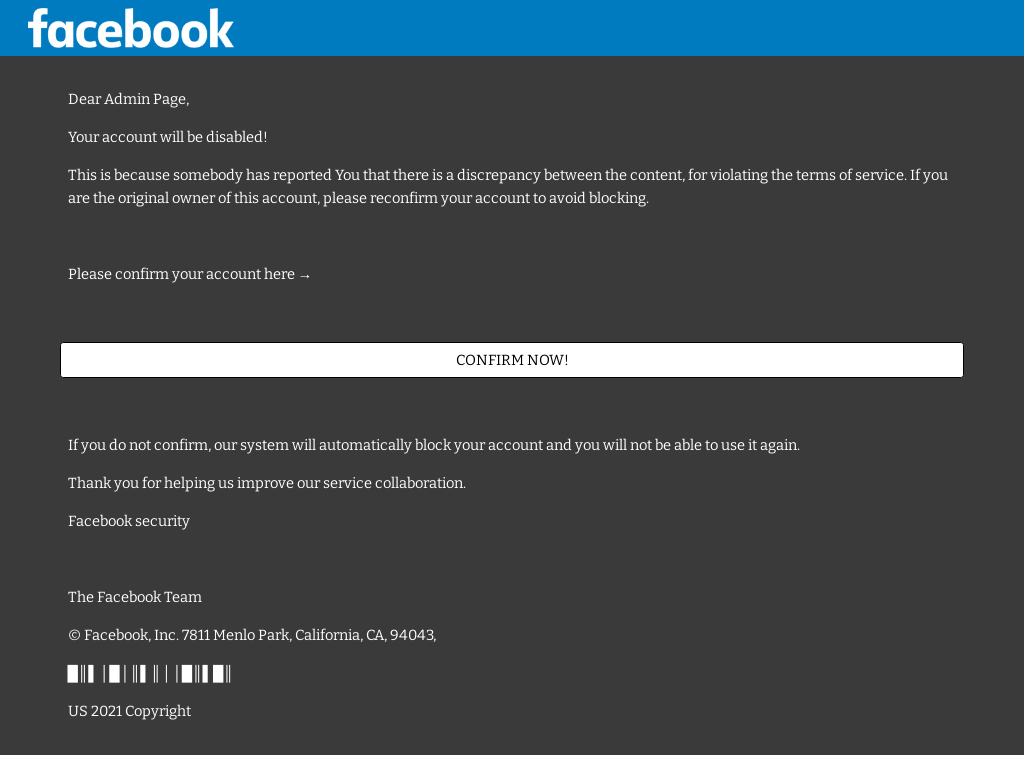 facebook
Dear Admin Page,
Your account will be disabled!
This is because somebody has reported You that there is a discrepancy between the content, for violating the terms of service. If you
are the original owner of this account, please reconfirm your account to avoid blocking.
Please confirm your account here →
CONFIRM NOW!
If you do not confirm, our system will automatically block your account and you will not be able to use it again.
Thank you for helping us improve our service collaboration.
Facebook security
The Facebook Team
© Facebook, Inc. 7811 Menlo Park, California, CA, 94043,
US 2021 Copyright